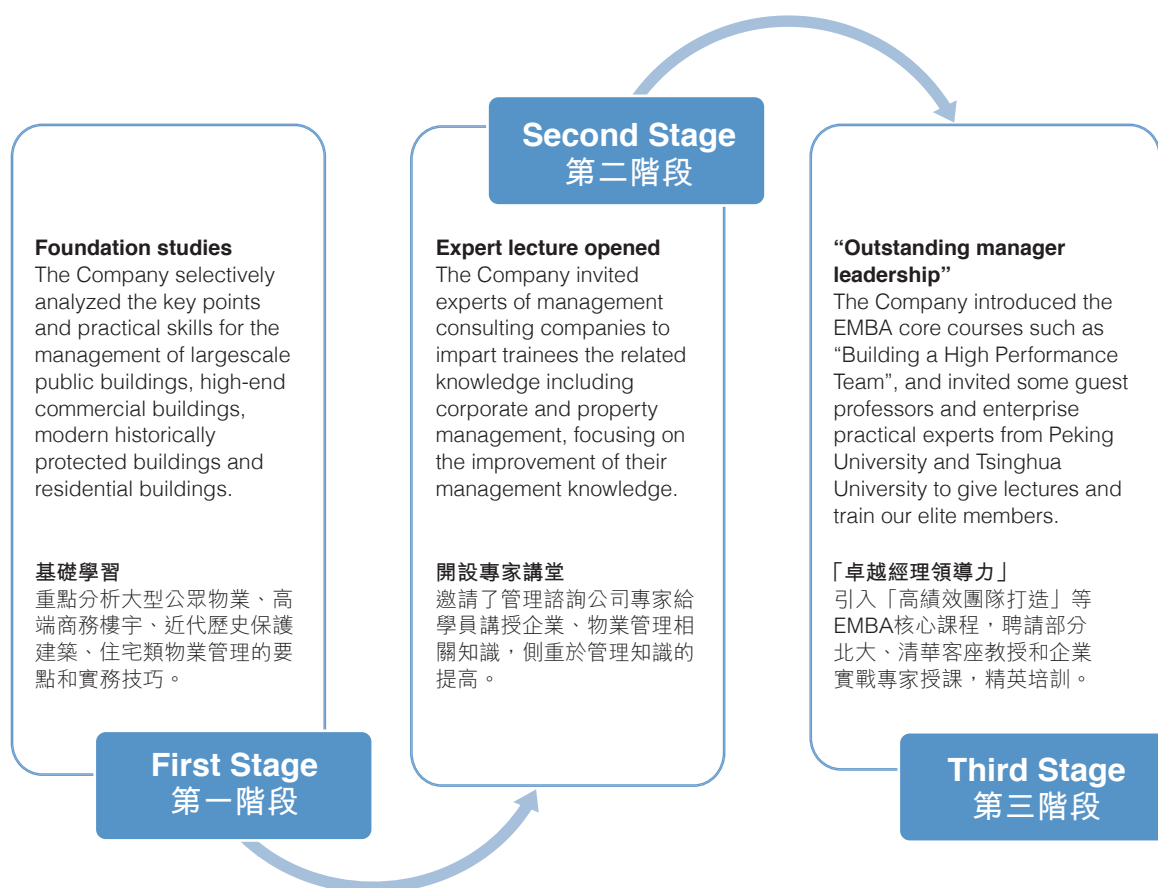 Foundation studies
The Company selectively
analyzed the key points
and practical skills for the
management of largescale
public buildings, high-end
commercial buildings,
modern historically
protected buildings and
residential buildings.
基礎學習
重點分析大型公眾物業、高
端商務樓宇、近代歷史保護
建築、住宅類物業管理的要
點和實務技巧。
First Stage
第一階段
Second Stage
第二階段
Expert lecture opened
The Company invited
experts of management
consulting companies to
impart trainees the related
knowledge including
corporate and property
management, focusing on
the improvement of their
management knowledge.
開設專家講堂
邀請了管理諮詢公司專家給
學員講授企業、物業管理相
關知識，側重於管理知識的
提高。
“Outstanding manager
leadership”
The Company introduced the
EMBA core courses such as
“Building a High Performance
Team”, and invited some guest
professors and enterprise
practical experts from Peking
University and Tsinghua
University to give lectures and
train our elite members.
「卓越經理領導力」
引入「高績效團隊打造」等
EMBA核心課程，聘請部分
北大、清華客座教授和企業
實戰專家授課，精英培訓。
Third Stage
第三階段